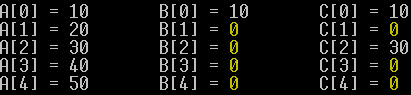 A[0] = 10 B[0] = 10 C[0] = 10
A[1] = 20 B[1] = 0 C[1] = 0
A[2] = 30 B[2] = 0 C[2] = 30
A[3] = 40 B[3] = 0 C[3] = 0
A[4] = 50 B[4] = 0 C[4] = 0